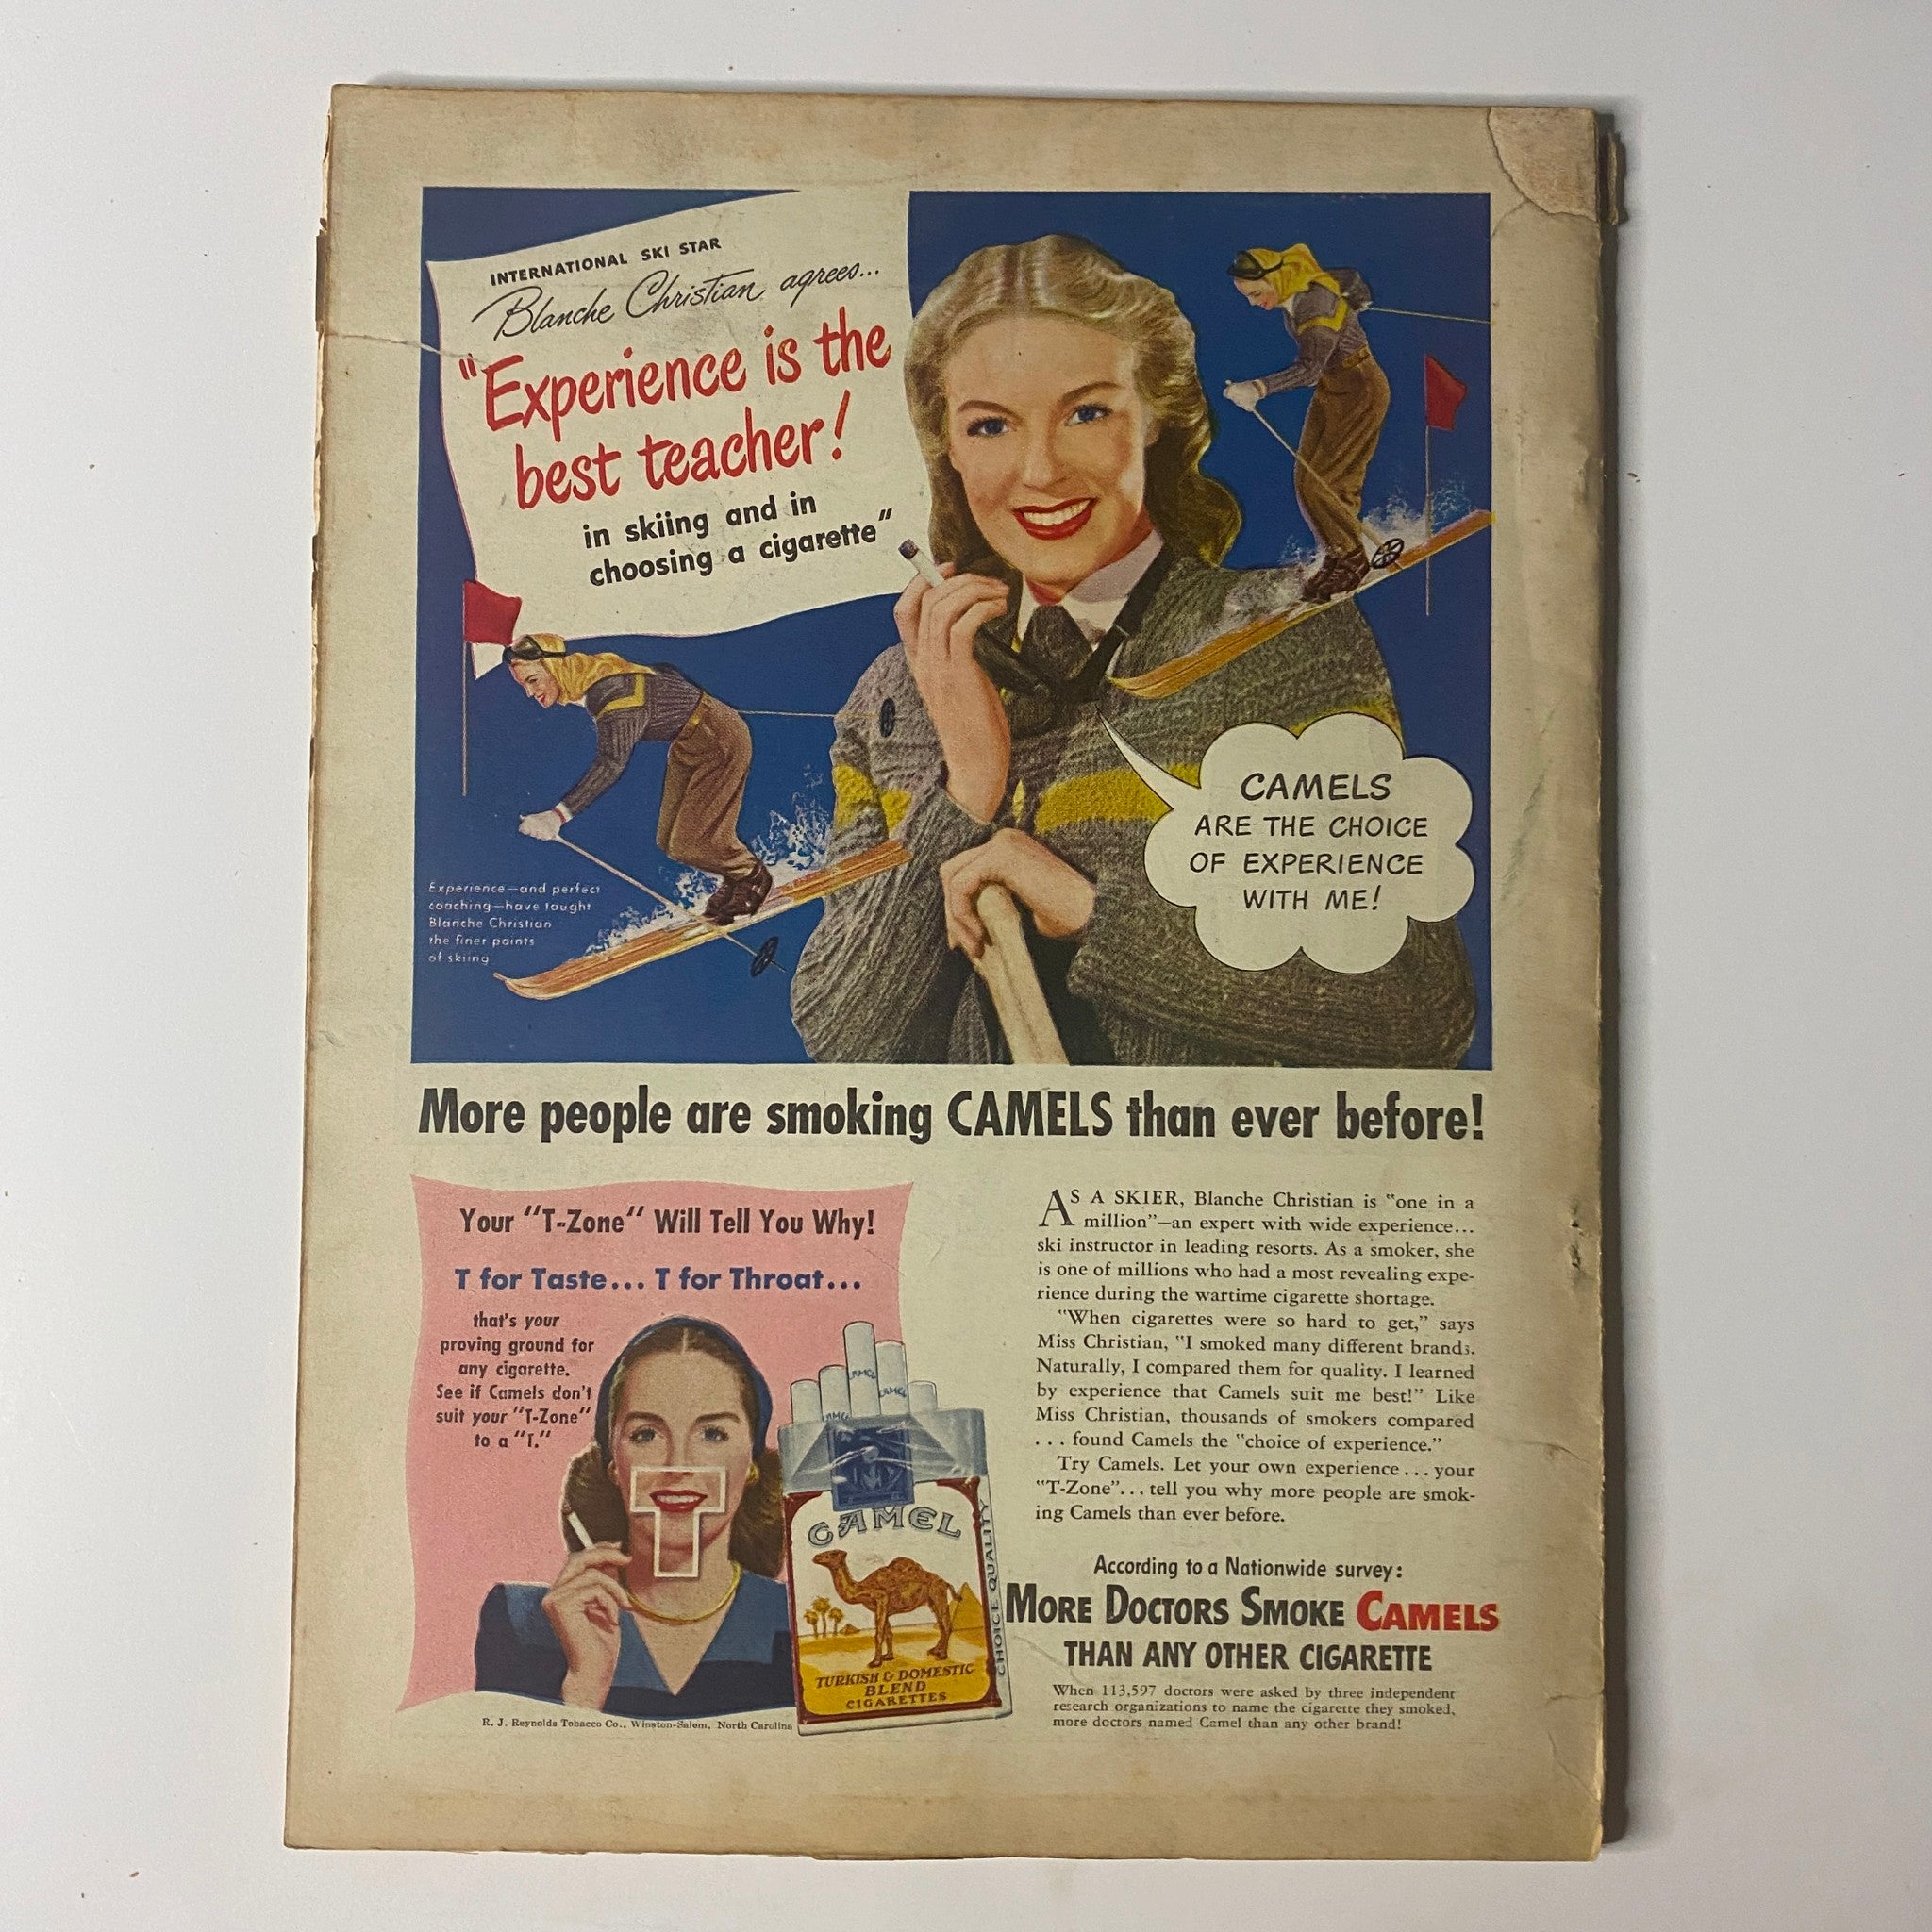 INTERNATIONAL SKI STAR
Blanche Christian agrees...
"Experience is the
best teacher!
in skiing and in
choosing a cigarette"
CAMELS
ARE THE CHOICE
OF EXPERIENCE
WITH ME!
Experience—and perfect
coaching—have taught
Blanche Christian
the finer points
of skiing
More people are smoking CAMELS than ever before!
Your "T-Zone" Will Tell You Why!
T for Taste... T for Throat...
that's your
proving ground for
any cigarette.
See if Camels don't
suit your "T-Zone"
to a "T."
T
CAMEL
CAMEL
CAMEL
CAMEL
TURKISH & DOMESTIC
BLEND
CIGARETTES
CHOICE QUALITY
R. J. Reynolds Tobacco Co., Winston-Salem, North Carolina
AS A SKIER, Blanche Christian is "one in a
million"—an expert with wide experience...
ski instructor in leading resorts. As a smoker, she
is one of millions who had a most revealing expe-
rience during the wartime cigarette shortage.
"When cigarettes were so hard to get," says
Miss Christian, "I smoked many different brands.
Naturally, I compared them for quality. I learned
by experience that Camels suit me best!" Like
Miss Christian, thousands of smokers compared
... found Camels the "choice of experience."
Try Camels. Let your own experience... your
"T-Zone"... tell you why more people are smok-
ing Camels than ever before.
According to a Nationwide survey:
MORE DOCTORS SMOKE CAMELS
THAN ANY OTHER CIGARETTE
When 113,597 doctors were asked by three independent
research organizations to name the cigarette they smoked,
more doctors named Camel than any other brand!